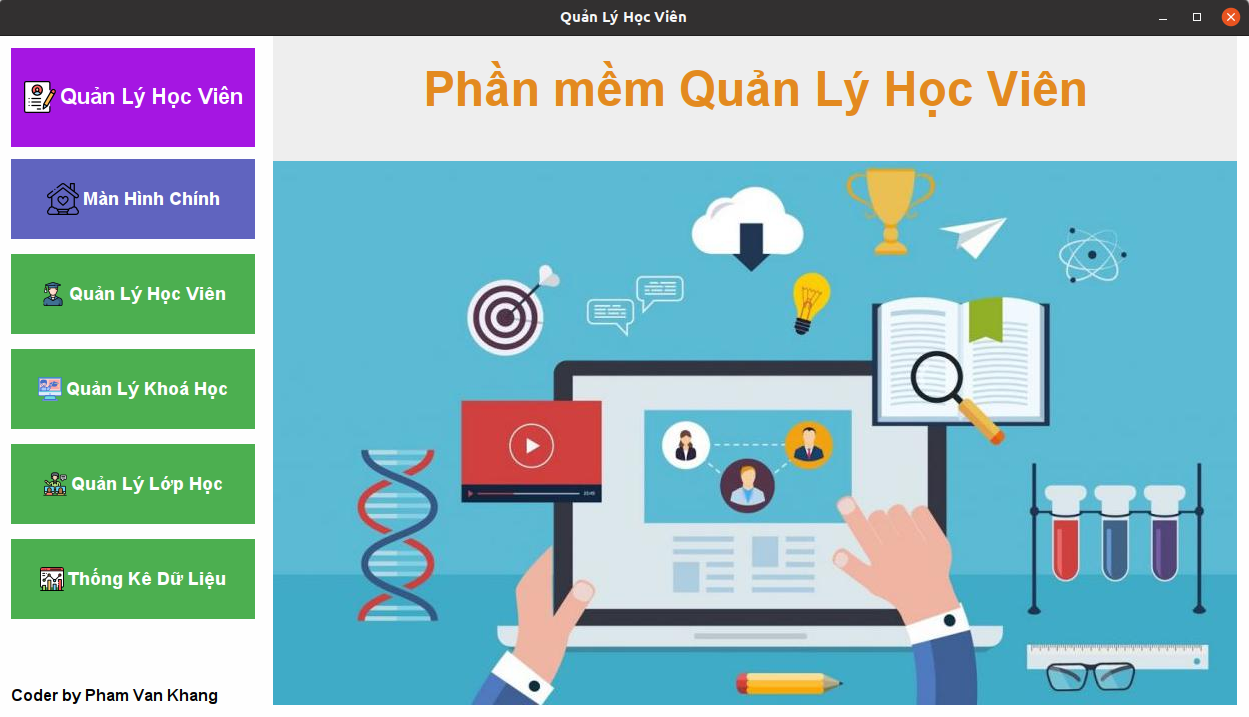 Quản Lý Học Viên
Quản Lý Học Viên
Màn Hình Chính
Quản Lý Học Viên
Quản Lý Khoá Học
Quản Lý Lớp Học
Thống Kê Dữ Liệu
Coder by Pham Van Khang
Phần mềm Quản Lý Học Viên